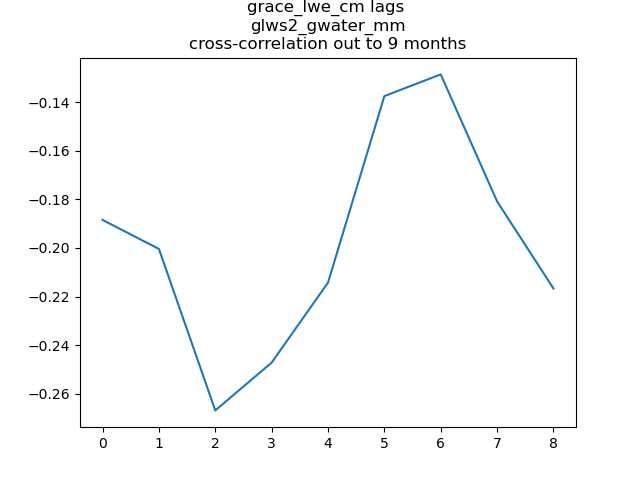 grace_lwe_cm lags
glws2_gwater_mm
cross-correlation out to 9 months
−0.14
−0.16
−0.18
−0.20
−0.22
−0.24
−0.26
0 1 2 3 4 5 6 7 8